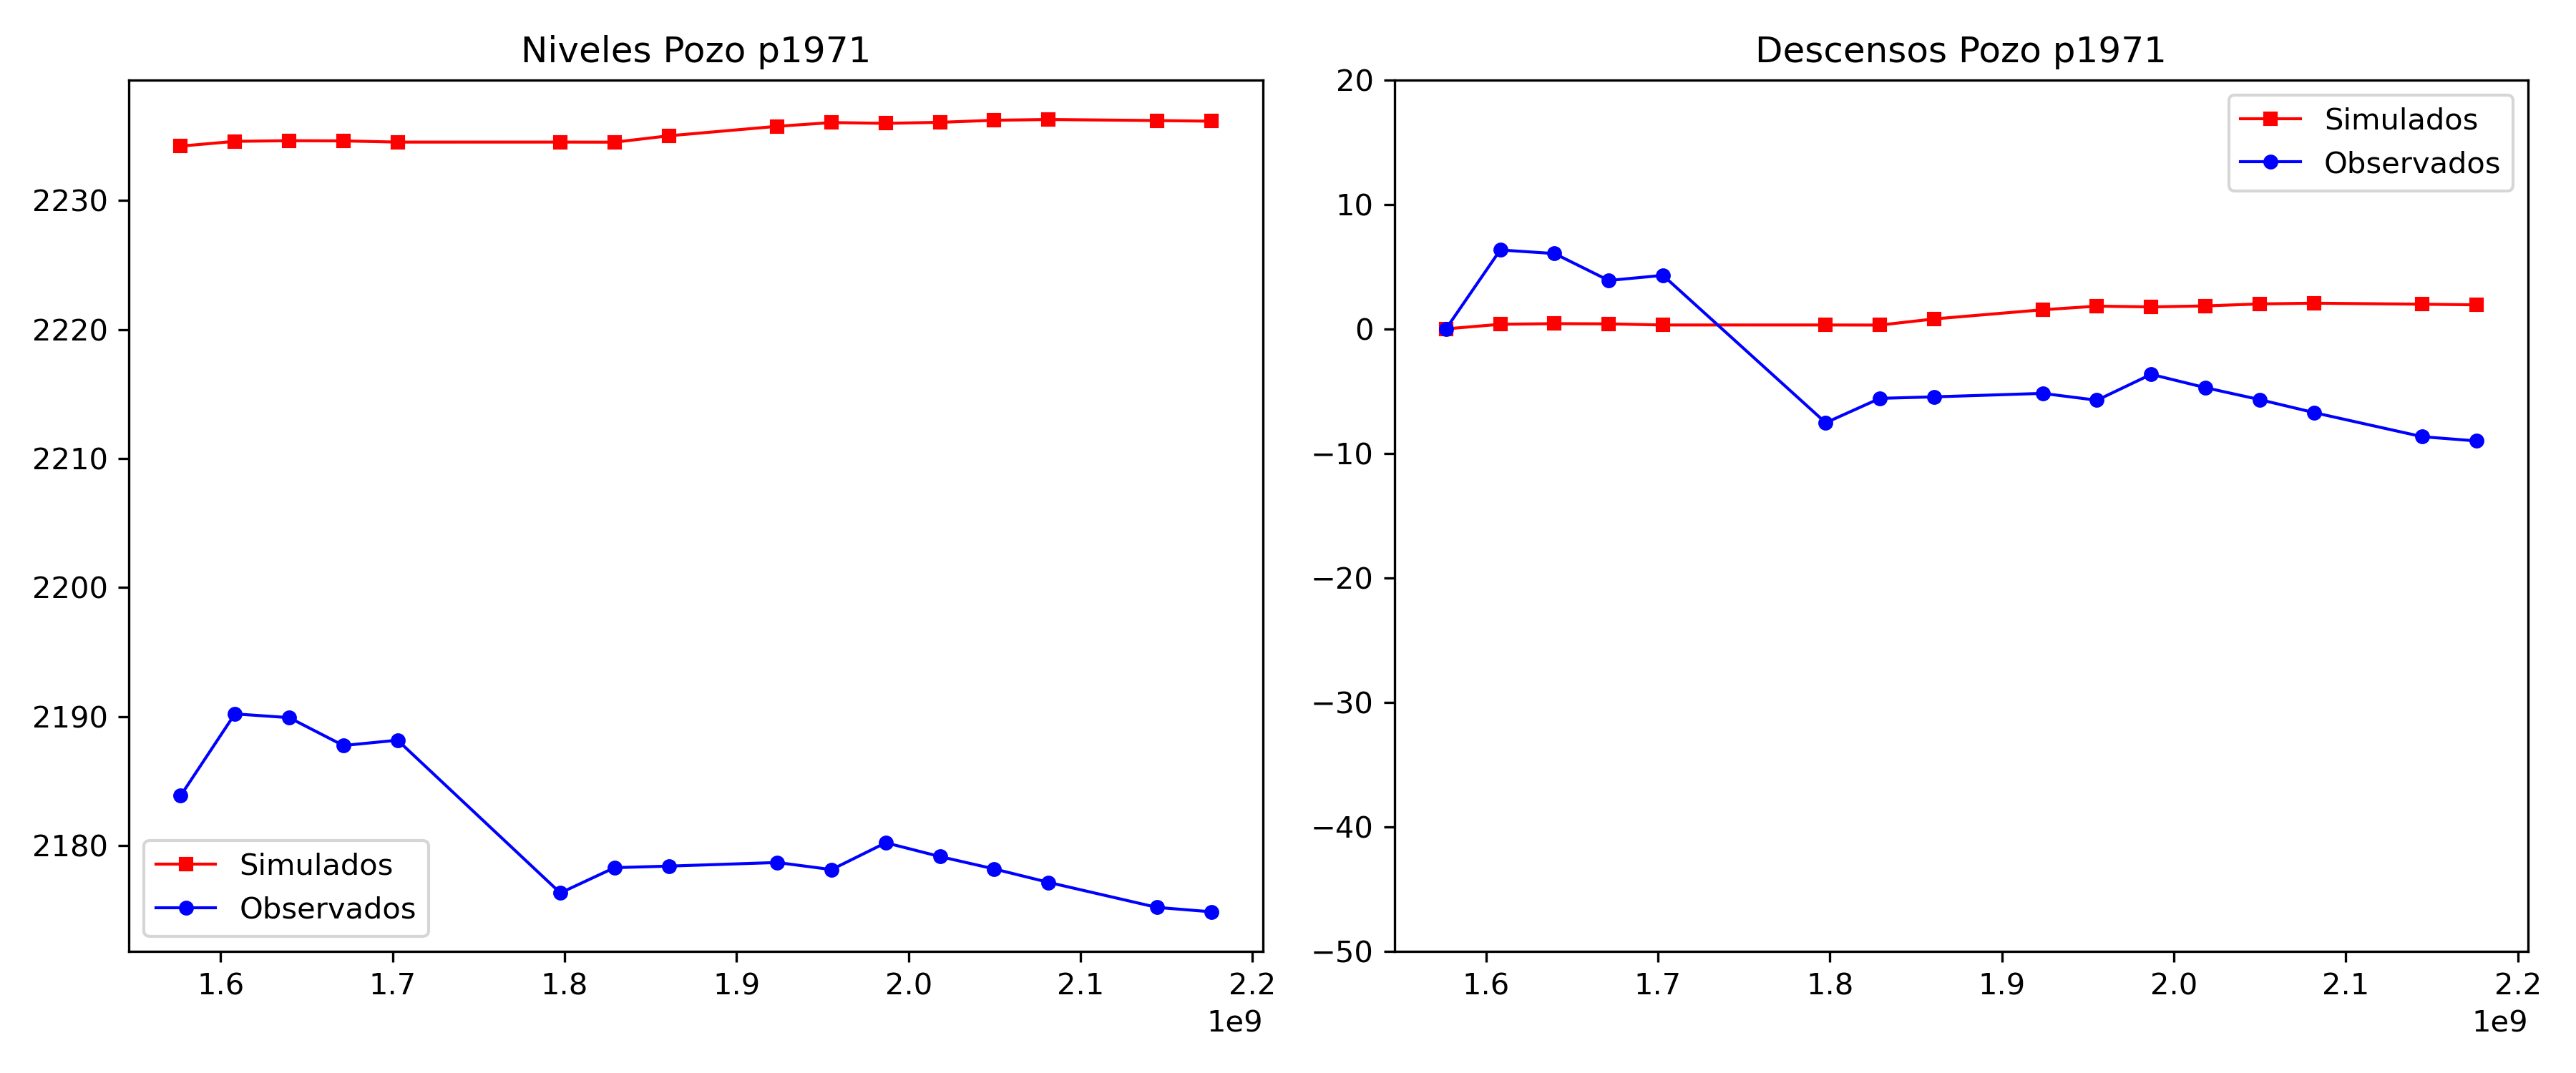 Niveles Pozo p1971
2230
2220
2210
2200
2190
2180
Simulados
Observados
1.6 1.7 1.8 1.9 2.0 2.1 2.2
1e9
Descensos Pozo p1971
20
10
0
−10
−20
−30
−40
−50
Simulados
Observados
1.6 1.7 1.8 1.9 2.0 2.1 2.2
1e9